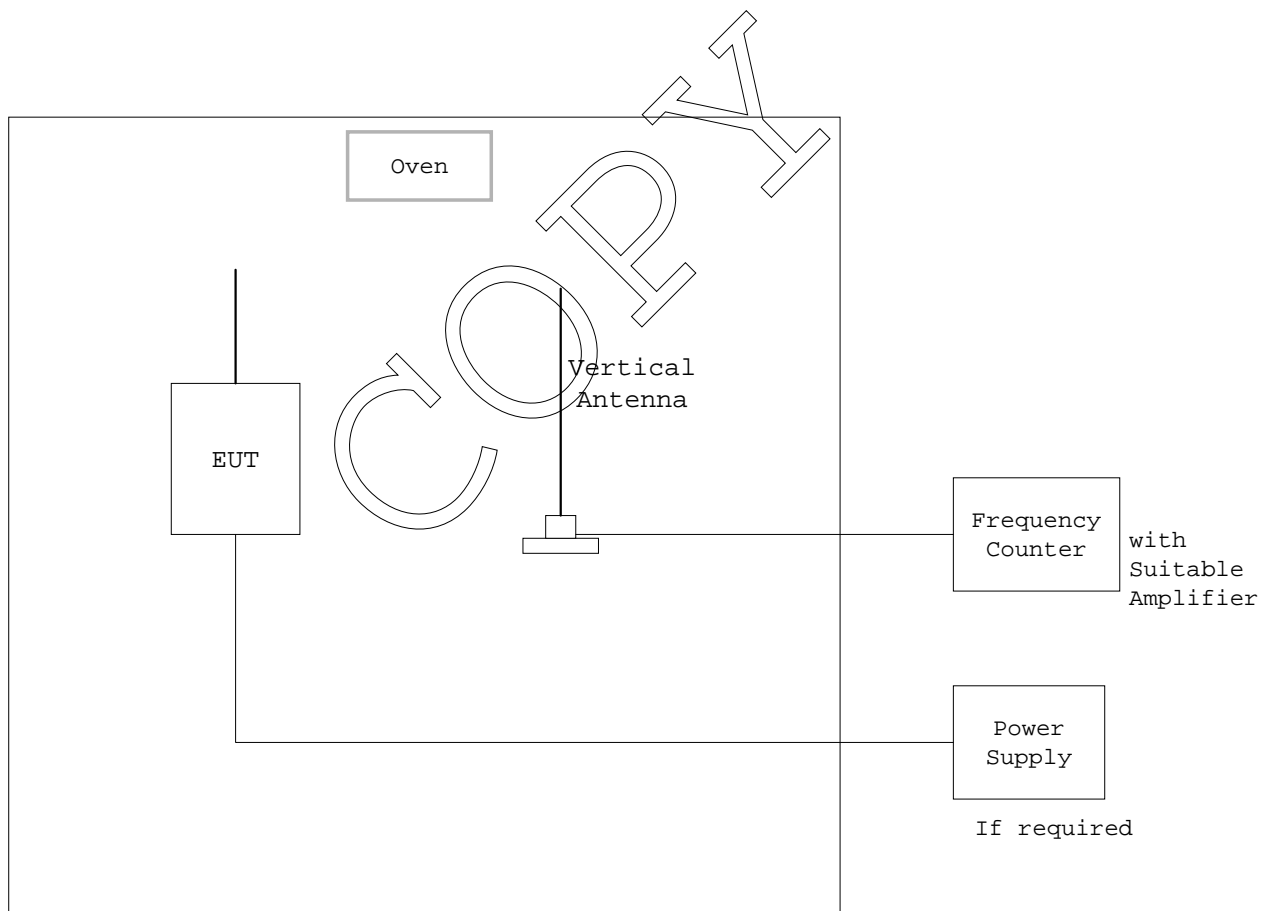 COPY
Oven
Vertical
Antenna
EUT
Frequency
Counter
with
Suitable
Amplifier
Power
Supply
If required